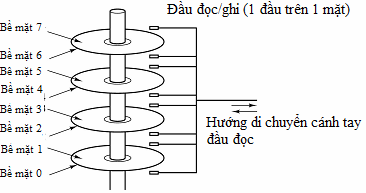 Đầu đọc/ghi (1 đầu trên 1 mặt)
Bề mặt 7
Bề mặt 6
Bề mặt 5
Bề mặt 4
Bề mặt 3
Bề mặt 2
Bề mặt 1
Bề mặt 0
Hướng di chuyển cánh tay
đầu đọc